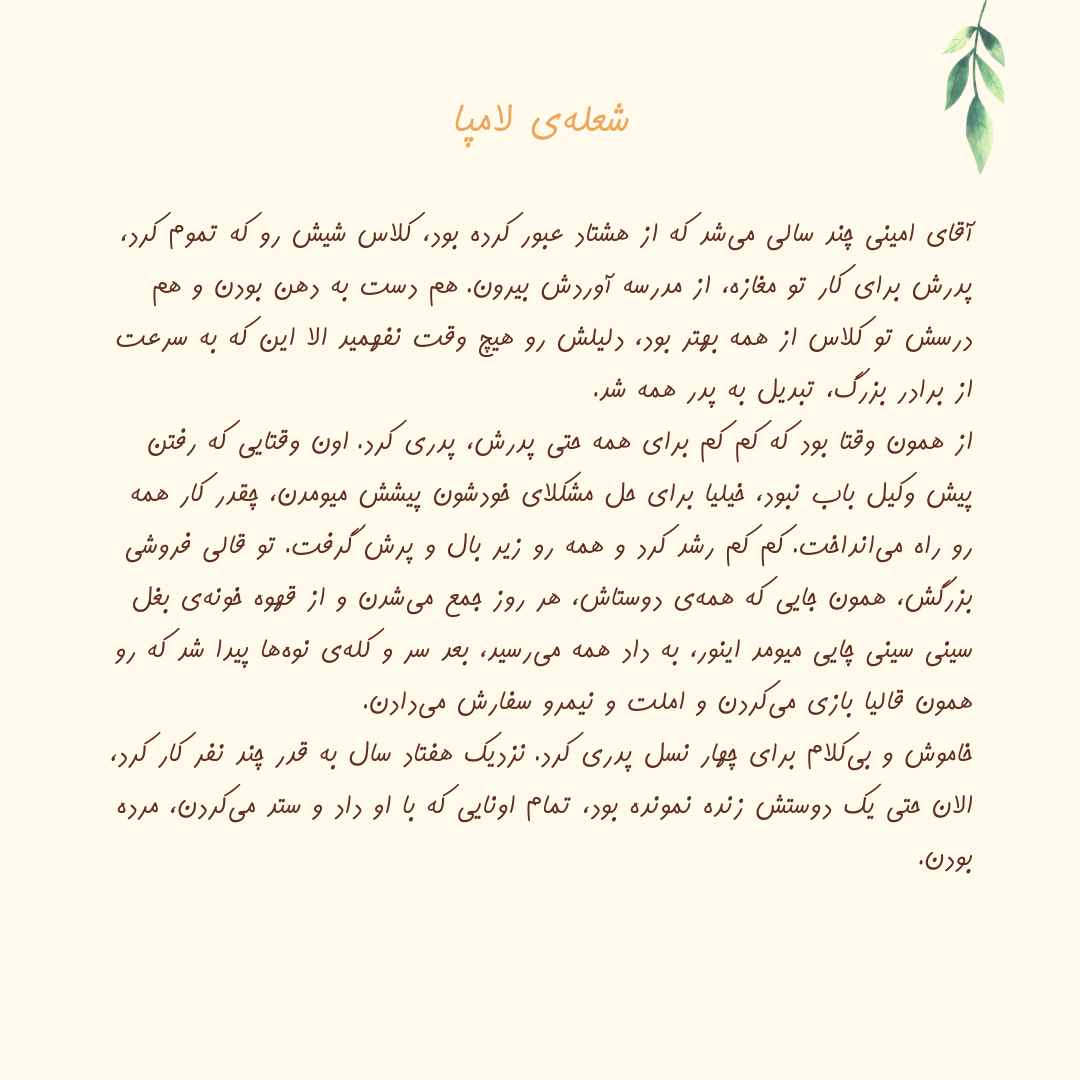 شعله‌ی لامپا
آقای امینی چند سالی می‌شد که از هشتاد عبور کرده بود، کلاس شیش رو که تموم کرد،
پدرش برای کار تو مغازه، از مدرسه آوردش بیرون. هم دست به دهن بودن و هم
درسش تو کلاس از همه بهتر بود، دلیلش رو هیچ وقت نفهمید الا این که به سرعت
از برادر بزرگ، تبدیل به پدر همه شد.
از همون وقتا بود که کم کم برای همه حتی پدرش، پدری کرد. اون وقتایی که رفتن
پیش وکیل باب نبود، خیلیا برای حل مشکلای خودشون پیشش میومدن، چقدر کار همه
رو راه می‌انداخت. کم کم رشد کرد و همه رو زیر بال و پرش گرفت. تو قالی فروشی
بزرگش، همون جایی که همه‌ی دوستاش، هر روز جمع می‌شدن و از قهوه خونه‌ی بغل
سینی سینی چایی میومد اینور، به داد همه می‌رسید، بعد سر و کله‌ی نوه‌ها پیدا شد که رو
همون قالیا بازی می‌کردن و املت و نیمرو سفارش می‌دادن.
خاموش و بی‌کلام برای چهار نسل پدری کرد. نزدیک هفتاد سال به قدر چند نفر کار کرد،
الان حتی یک دوستش زنده نمونده بود، تمام اونایی که با او داد و ستد می‌کردن، مرده
بودن.